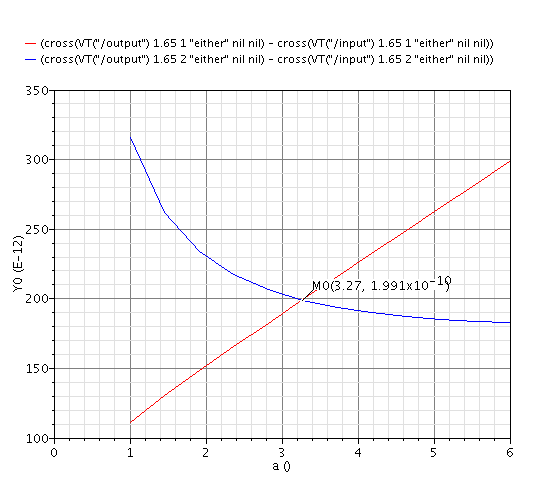 (cross(VT("/output") 1.65 1 "either" nil nil) - cross(VT("/input") 1.65 1 "either" nil nil))
(cross(VT("/output") 1.65 2 "either" nil nil) - cross(VT("/input") 1.65 2 "either" nil nil))
350
300
250
200
150
100
Y0 (E-12)
M0(3.27, 1.991x10⁻¹⁰)
0
1
2
3
4
5
6
a ()